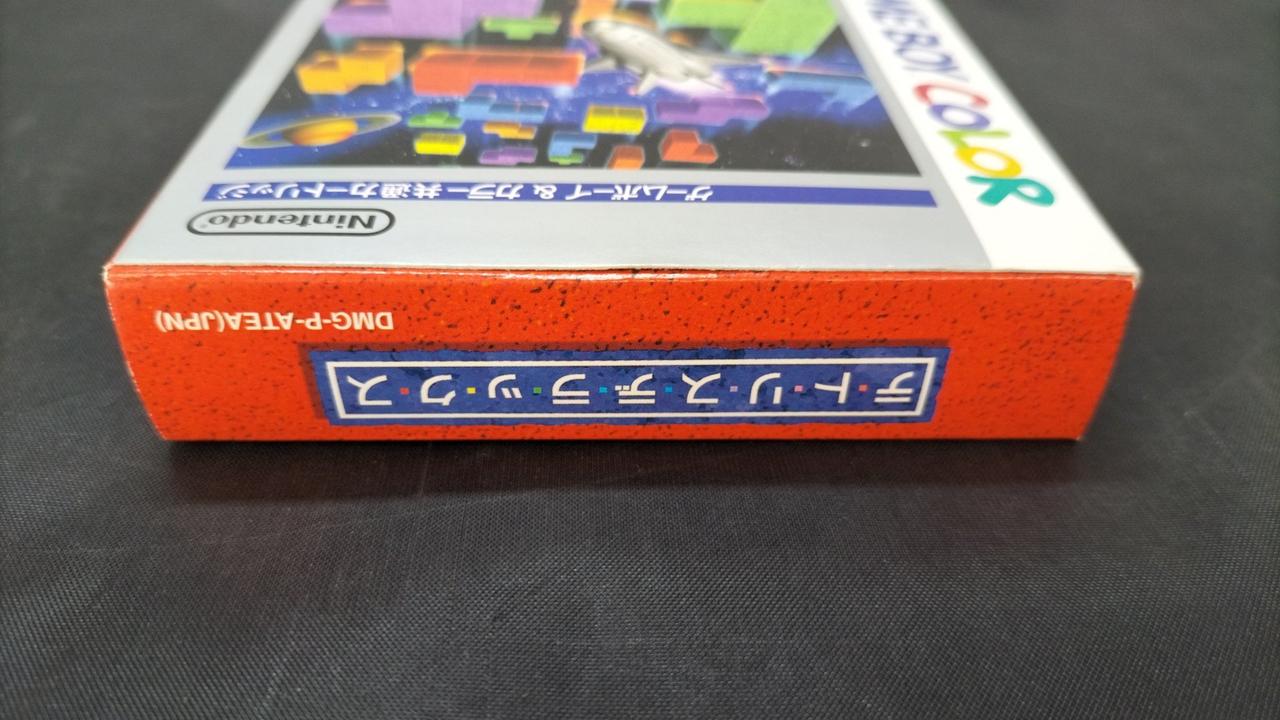 BOY COLOR
ゲームボーイ & カラー共通カートリッジ
Nintendo®
DMG-P-ATEA(JPN)
テ・ト・リ・ス・デ・ラ・ッ・ク・ス